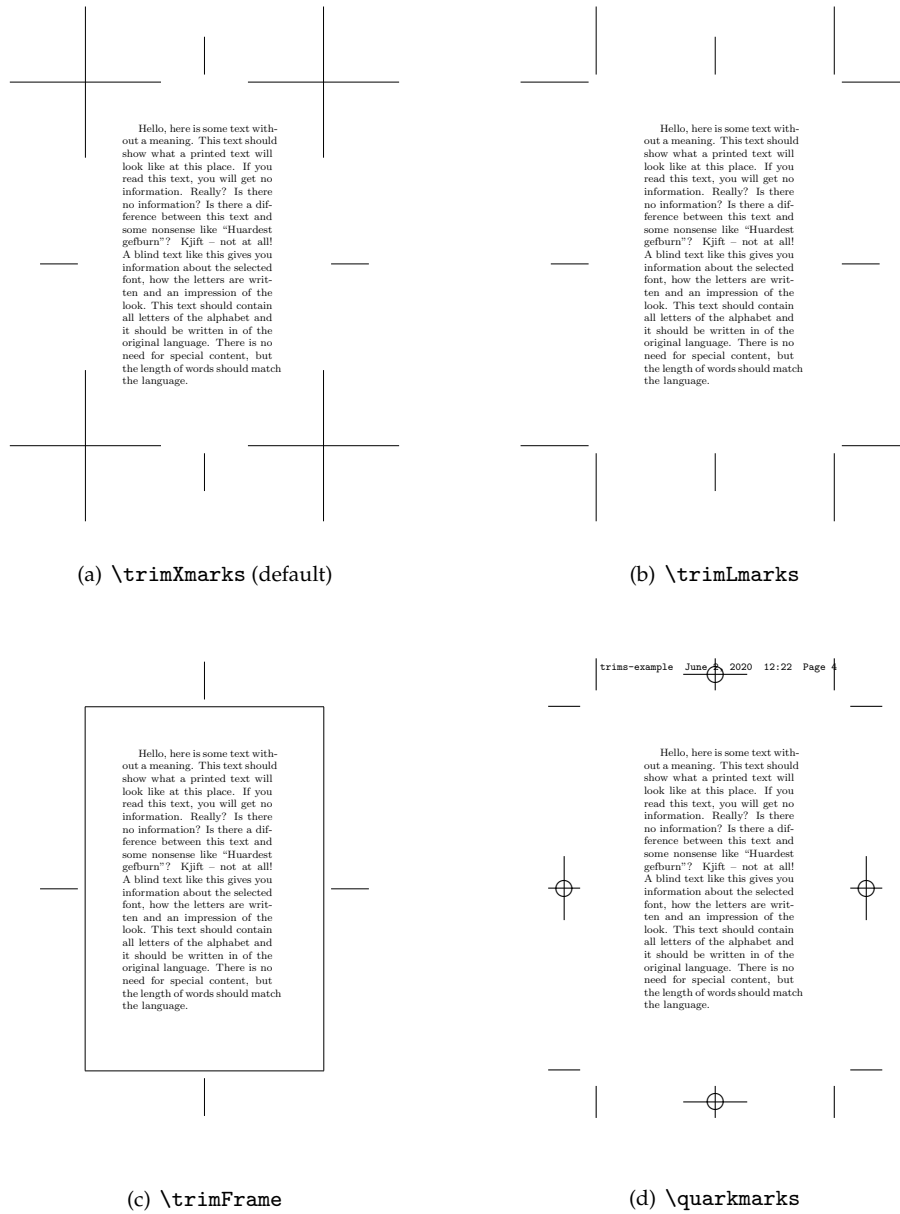 Hello, here is some text with-
out a meaning. This text should
show what a printed text will
look like at this place. If you
read this text, you will get no
information. Really? Is there
no information? Is there a dif-
ference between this text and
some nonsense like “Huardest
gefburn”? Kjift – not at all!
A blind text like this gives you
information about the selected
font, how the letters are writ-
ten and an impression of the
look. This text should contain
all letters of the alphabet and
it should be written in of the
original language. There is no
need for special content, but
the length of words should match
the language.
(a) \trimXmarks (default)
Hello, here is some text with-
out a meaning. This text should
show what a printed text will
look like at this place. If you
read this text, you will get no
information. Really? Is there
no information? Is there a dif-
ference between this text and
some nonsense like “Huardest
gefburn”? Kjift – not at all!
A blind text like this gives you
information about the selected
font, how the letters are writ-
ten and an impression of the
look. This text should contain
all letters of the alphabet and
it should be written in of the
original language. There is no
need for special content, but
the length of words should match
the language.
(b) \trimLmarks
Hello, here is some text with-
out a meaning. This text should
show what a printed text will
look like at this place. If you
read this text, you will get no
information. Really? Is there
no information? Is there a dif-
ference between this text and
some nonsense like “Huardest
gefburn”? Kjift – not at all!
A blind text like this gives you
information about the selected
font, how the letters are writ-
ten and an impression of the
look. This text should contain
all letters of the alphabet and
it should be written in of the
original language. There is no
need for special content, but
the length of words should match
the language.
(c) \trimFrame
trims-example June 2, 2020 12:22 Page 4
Hello, here is some text with-
out a meaning. This text should
show what a printed text will
look like at this place. If you
read this text, you will get no
information. Really? Is there
no information? Is there a dif-
ference between this text and
some nonsense like “Huardest
gefburn”? Kjift – not at all!
A blind text like this gives you
information about the selected
font, how the letters are writ-
ten and an impression of the
look. This text should contain
all letters of the alphabet and
it should be written in of the
original language. There is no
need for special content, but
the length of words should match
the language.
(d) \quarkmarks